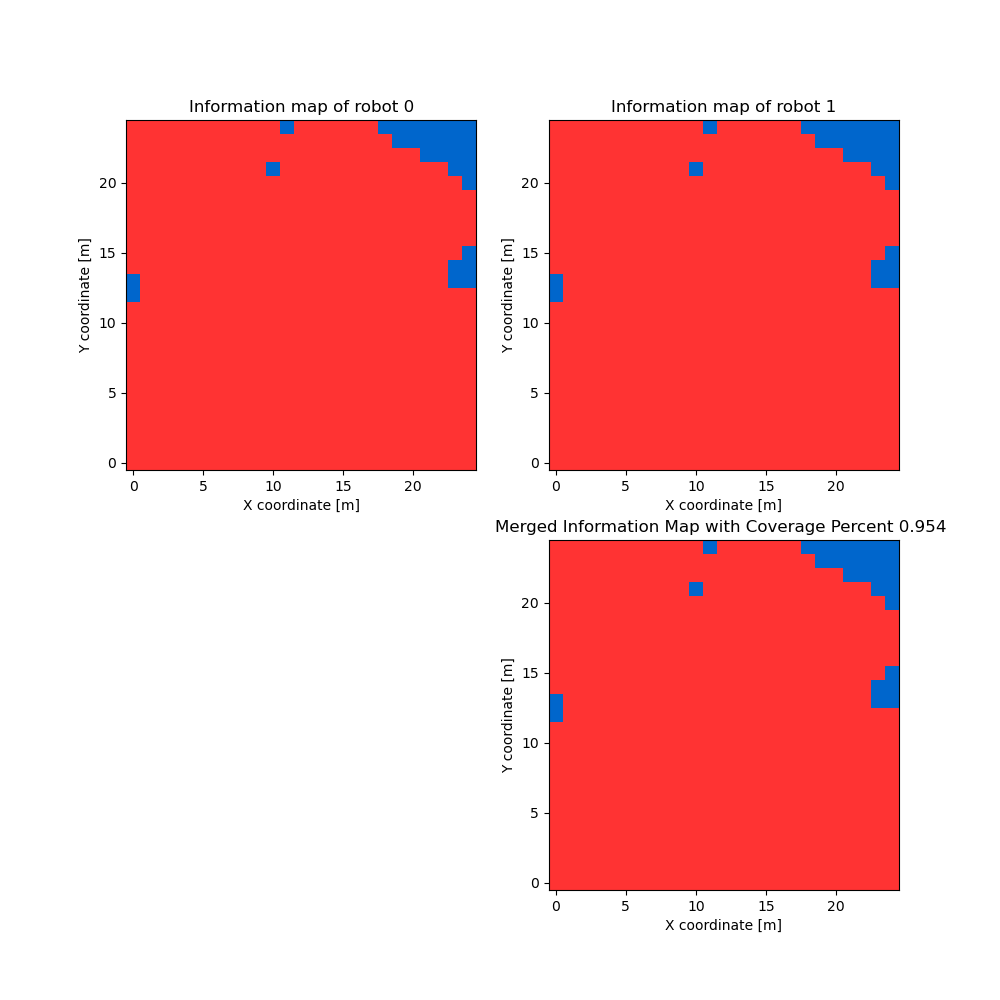 Information map of robot 0
Y coordinate [m]
20
15
10
5
0
0 5 10 15 20
X coordinate [m]
Information map of robot 1
Y coordinate [m]
20
15
10
5
0
0 5 10 15 20
X coordinate [m]
Merged Information Map with Coverage Percent 0.954
Y coordinate [m]
20
15
10
5
0
0 5 10 15 20
X coordinate [m]